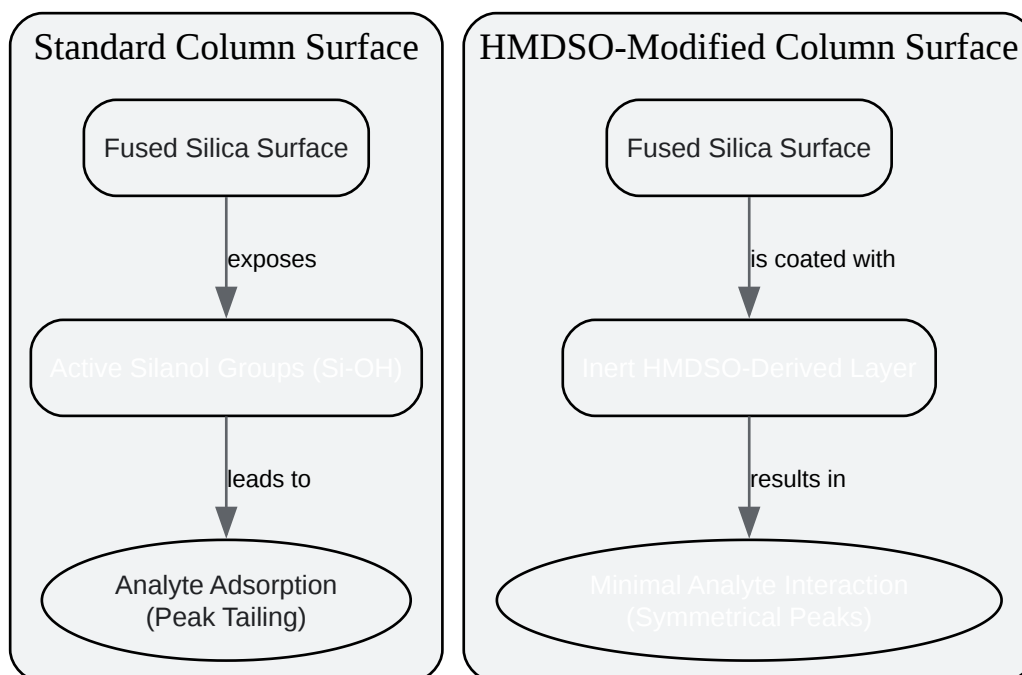 Standard Column Surface
Fused Silica Surface
exposes
Active Silanol Groups (Si-OH)
leads to
Analyte Adsorption
(Peak Tailing)
HMDSO-Modified Column Surface
Fused Silica Surface
is coated with
Inert HMDSO-Derived Layer
results in
Minimal Analyte Interaction
(Symmetrical Peaks)